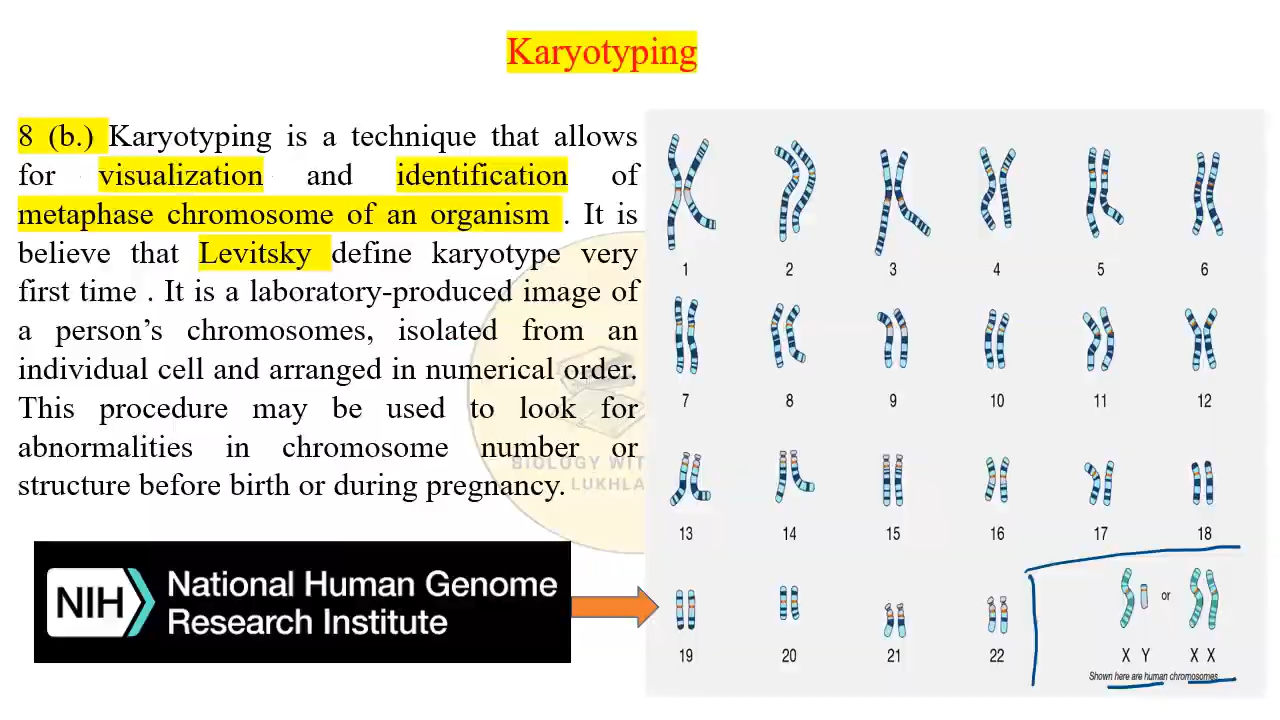 Karyotyping
8 (b.) Karyotyping is a technique that allows
for visualization and identification of
metaphase chromosome of an organism . It is
believe that Levitsky define karyotype very
first time . It is a laboratory-produced image of
a person’s chromosomes, isolated from an
individual cell and arranged in numerical order.
This procedure may be used to look for
abnormalities in chromosome number or
structure before birth or during pregnancy.
BIOLOGY WIT
LUKHLA
NIH National Human Genome
Research Institute
1 2 3 4 5 6
7 8 9 10 11 12
13 14 15 16 17 18
or
19 20 21 22 X Y X X
Shown here are human chromosomes